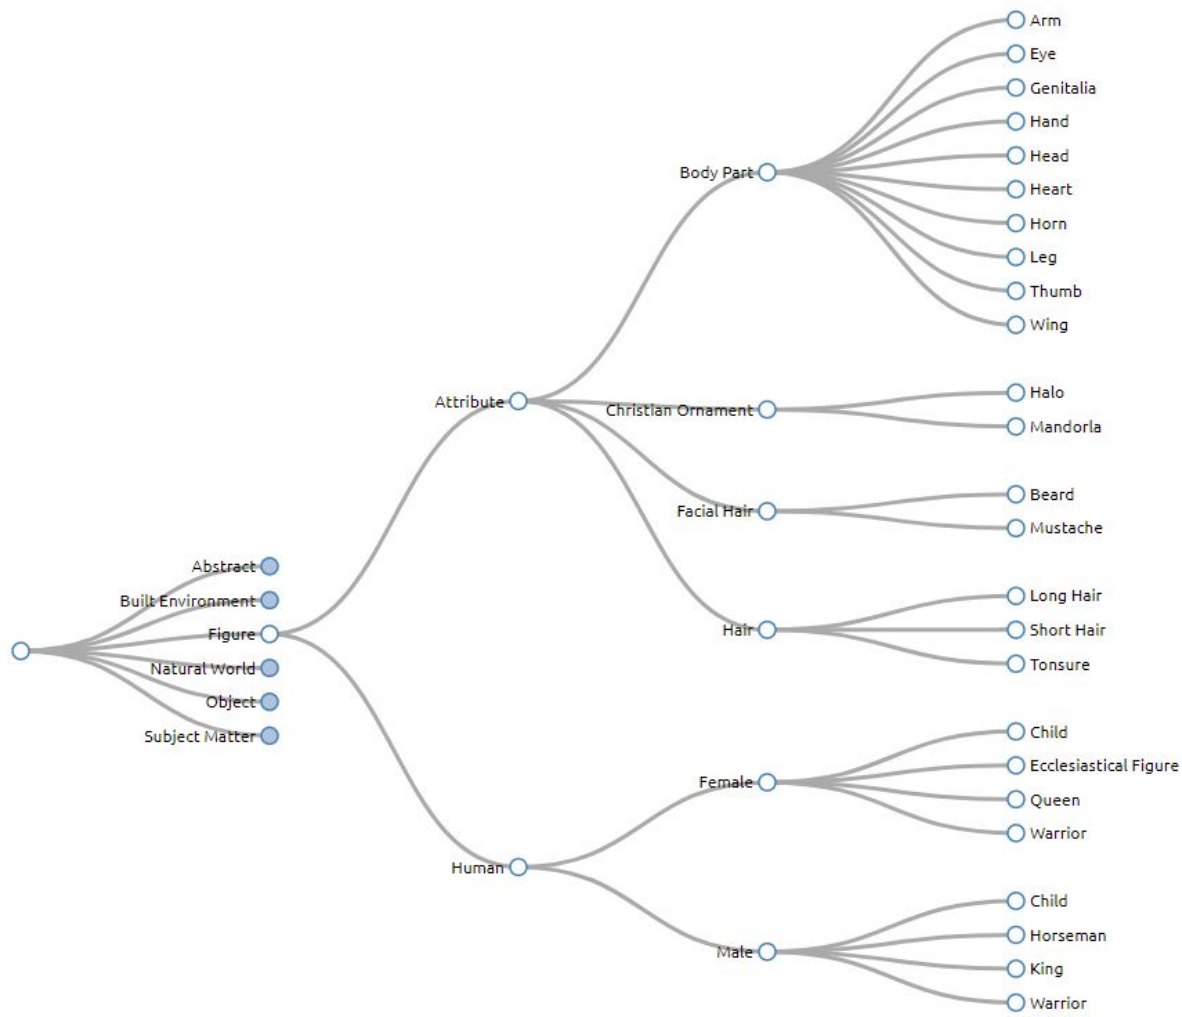 Arm
Eye
Genitalia
Hand
Head
Body Part
Heart
Horn
Leg
Thumb
Wing
Halo
Attribute
Christian Ornament
Mandorla
Beard
Facial Hair
Mustache
Abstract
Long Hair
Built Environment
Figure
Hair
Short Hair
Natural World
Tonsure
Object
Subject Matter
Child
Ecclesiastical Figure
Female
Queen
Warrior
Human
Child
Horseman
Male
King
Warrior